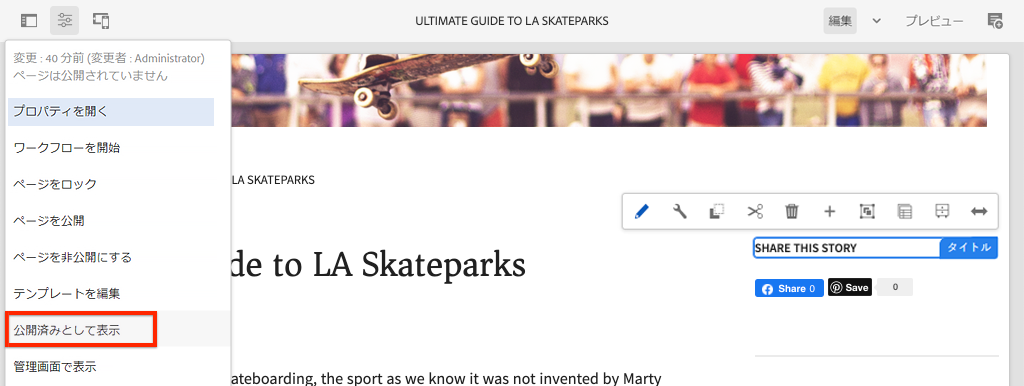 ULTIMATE GUIDE TO LA SKATEPARKS
編集
プレビュー
変更 : 40 分前 (変更者 : Administrator)
ページは公開されていません
プロパティを開く
ワークフローを開始
ページをロック
ページを公開
ページを非公開にする
テンプレートを編集
公開済みとして表示
管理画面で表示
LA SKATEPARKS
de to LA Skateparks
SHARE THIS STORY
タイトル
Share 0
Save
0
ateboarding, the sport as we know it was not invented by Marty